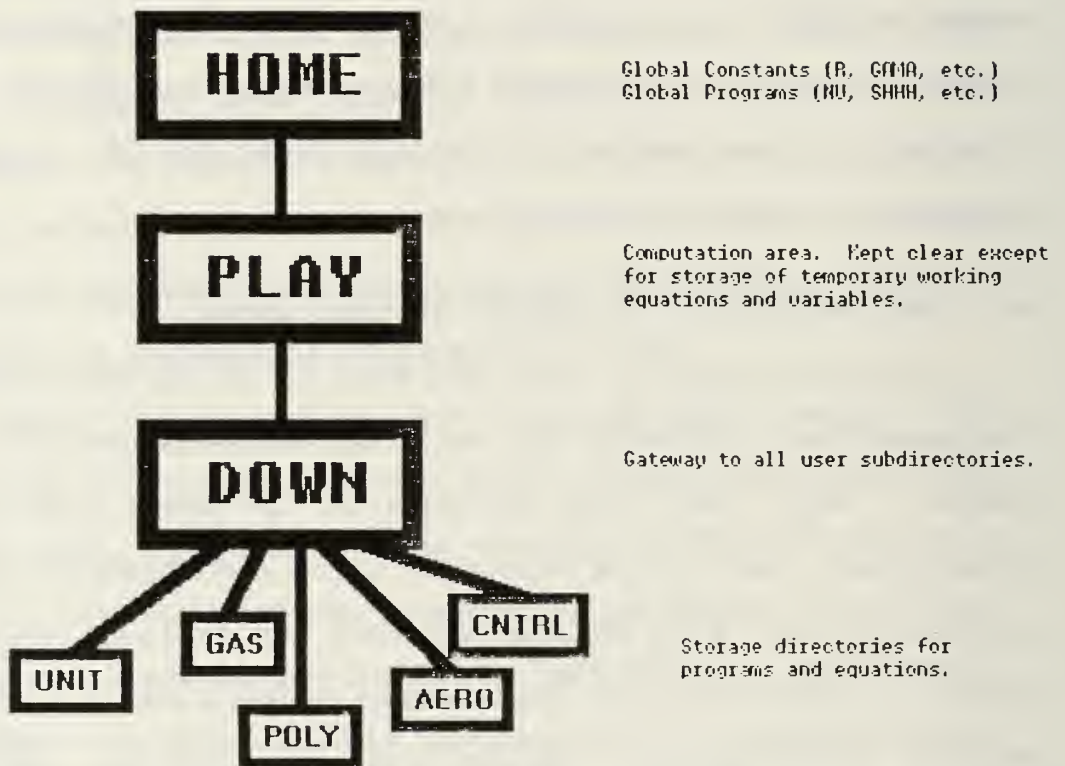 HOME
Global Constants (R, GAMA, etc.)
Global Programs (NU, SHHH, etc.)
PLAY
Computation area. Kept clear except
for storage of temporary working
equations and variables.
DOWN
Gateway to all user subdirectories.
UNIT
GAS
POLY
AERO
CNTRL
Storage directories for
programs and equations.